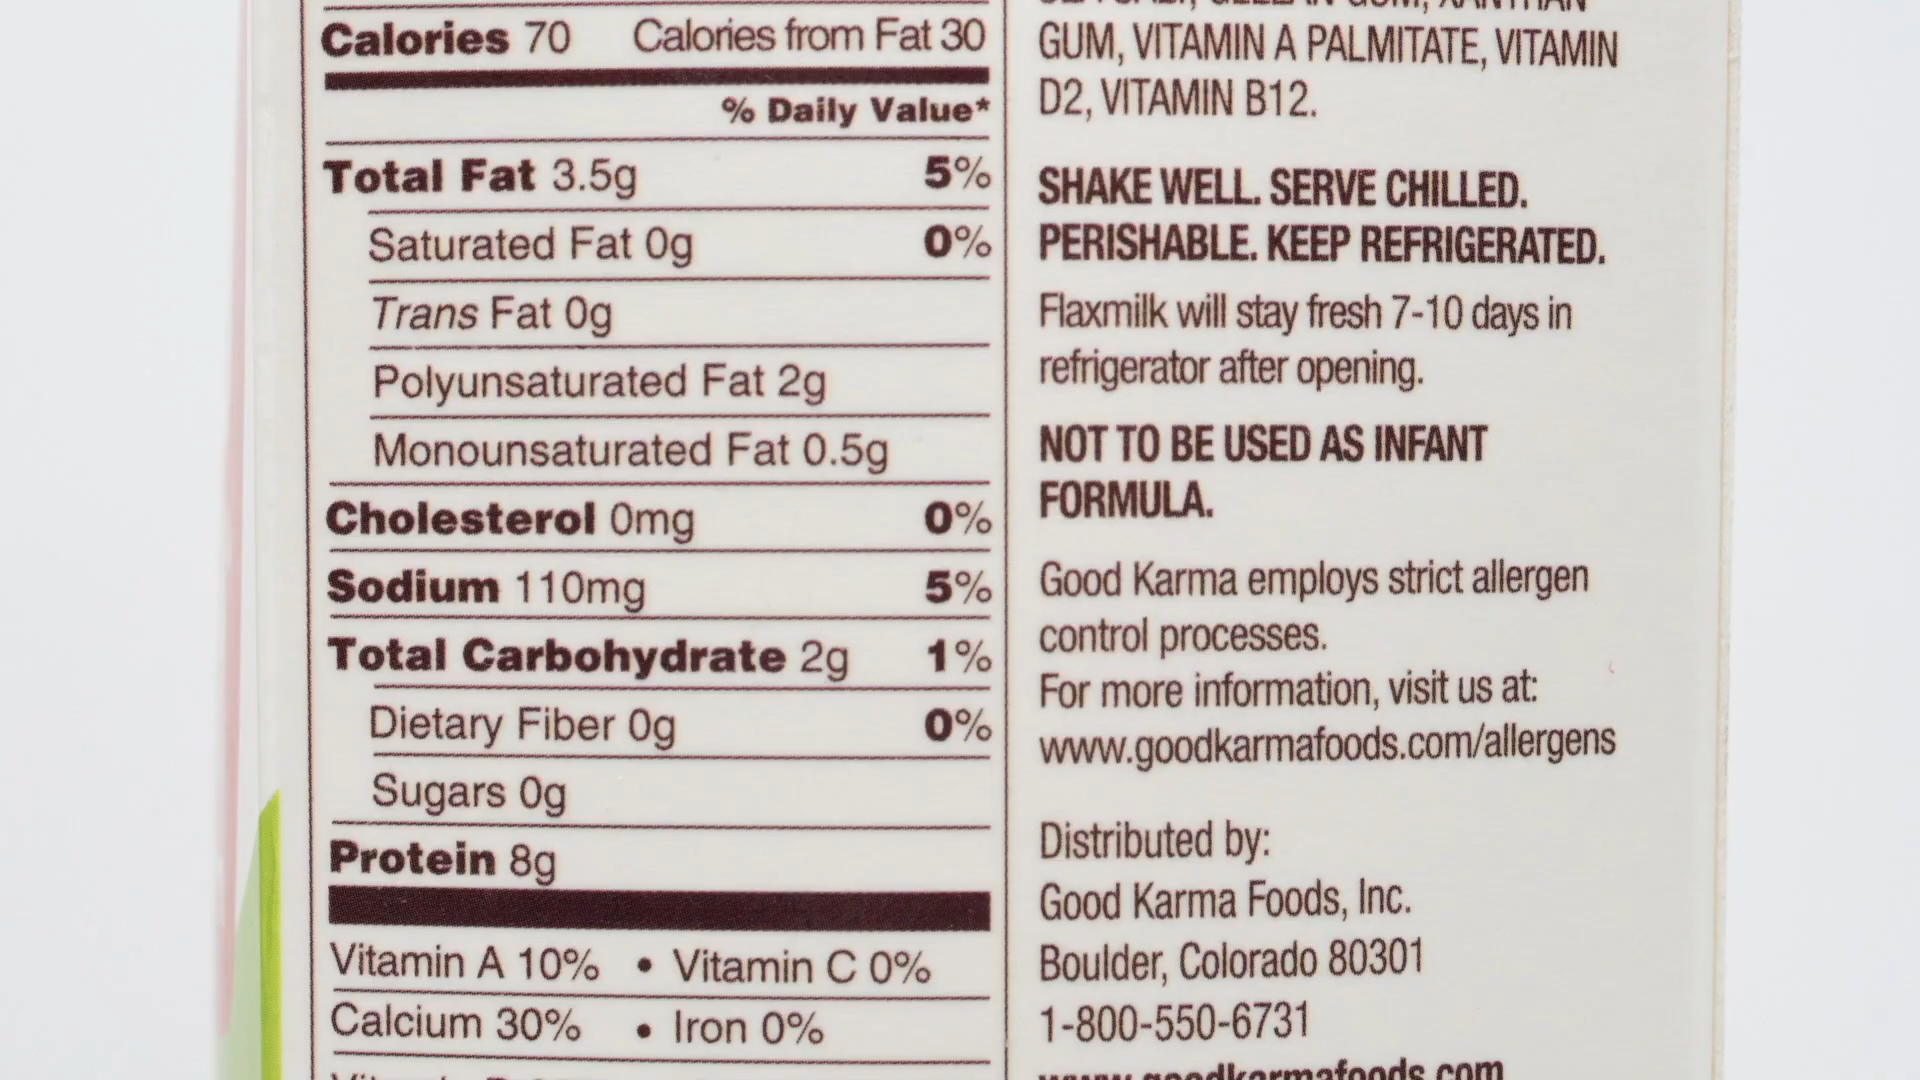 Calories 70 Calories from Fat 30
% Daily Value*
Total Fat 3.5g 5%
Saturated Fat 0g 0%
Trans Fat 0g
Polyunsaturated Fat 2g
Monounsaturated Fat 0.5g
Cholesterol 0mg 0%
Sodium 110mg 5%
Total Carbohydrate 2g 1%
Dietary Fiber 0g 0%
Sugars 0g
Protein 8g
Vitamin A 10% • Vitamin C 0%
Calcium 30% • Iron 0%
GUM, XANTHAN
GUM, VITAMIN A PALMITATE, VITAMIN
D2, VITAMIN B12.
SHAKE WELL. SERVE CHILLED.
PERISHABLE. KEEP REFRIGERATED.
Flaxmilk will stay fresh 7-10 days in
refrigerator after opening.
NOT TO BE USED AS INFANT
FORMULA.
Good Karma employs strict allergen
control processes.
For more information, visit us at:
www.goodkarmafoods.com/allergens
Distributed by:
Good Karma Foods, Inc.
Boulder, Colorado 80301
1-800-550-6731
www.goodkarmafoods.com